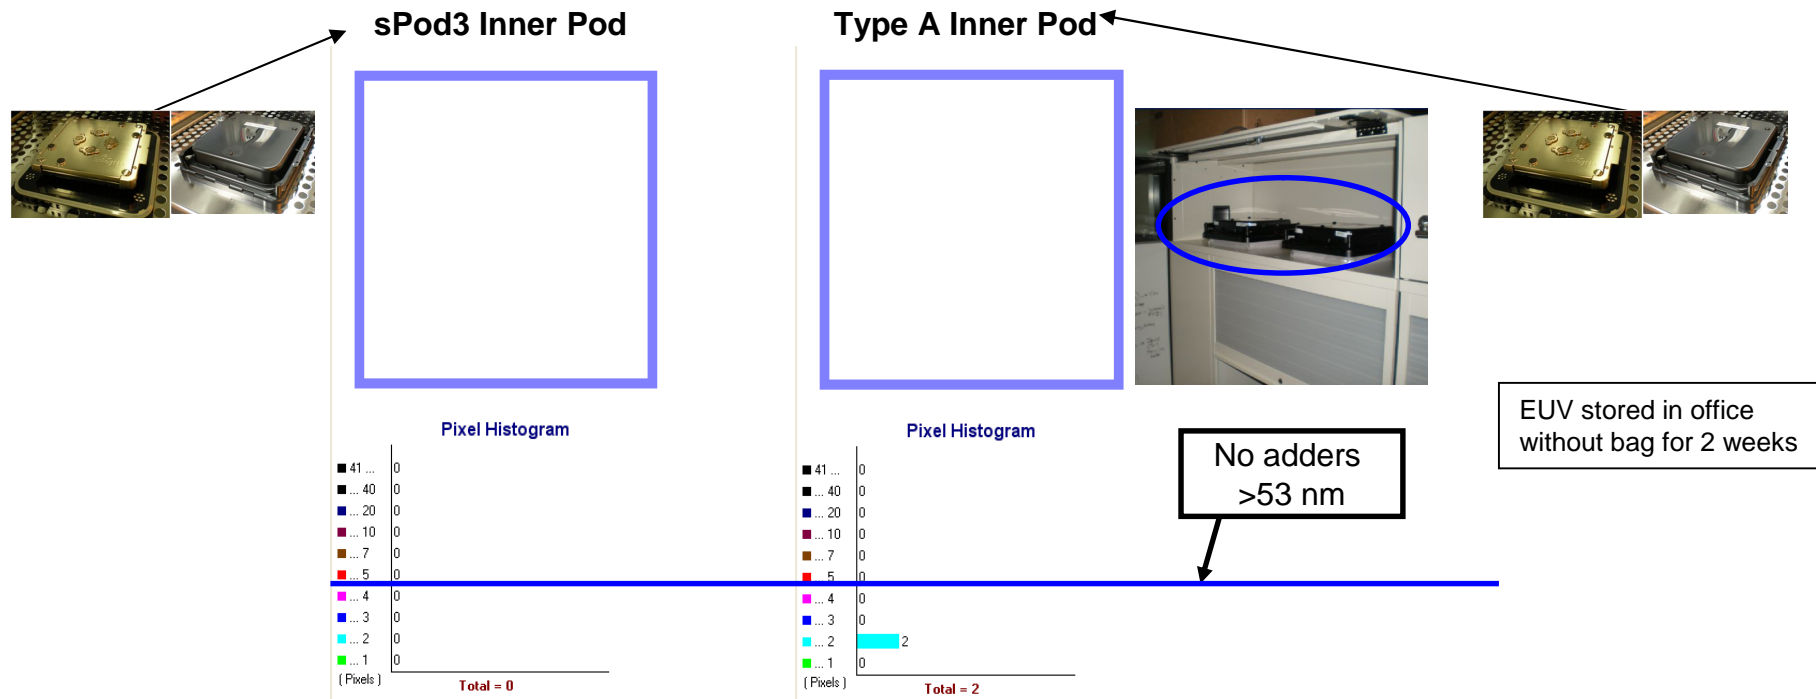 sPod3 Inner Pod
Type A Inner Pod
Pixel Histogram
41 ... 0
... 40 0
... 20 0
... 10 0
... 7 0
... 5 0
... 4 0
... 3 0
... 2 0
... 1 0
( Pixels )
Total = 0
Pixel Histogram
41 ... 0
... 40 0
... 20 0
... 10 0
... 7 0
... 5 0
... 4 0
... 3 0
... 2 2
... 1 0
( Pixels )
Total = 2
No adders
>53 nm
EUV stored in office
without bag for 2 weeks